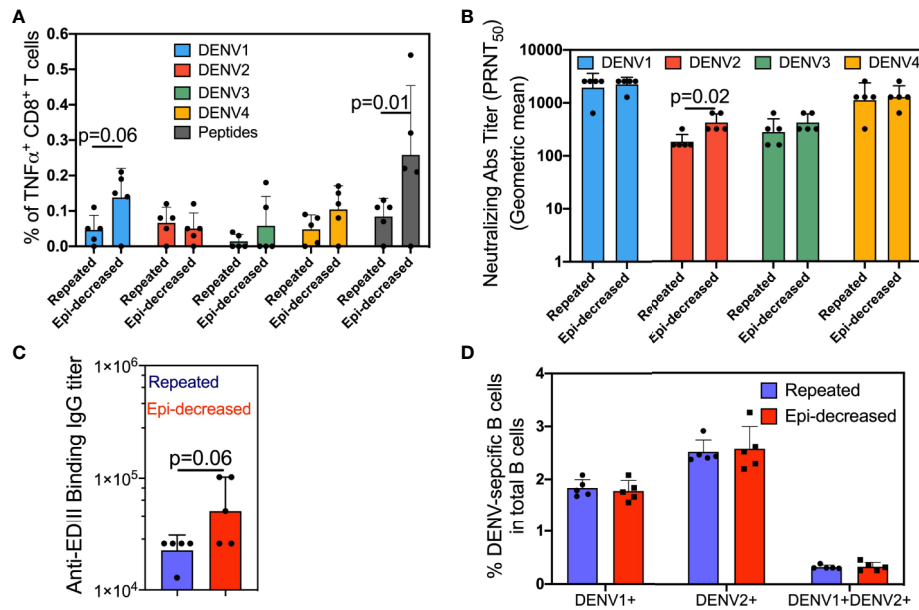 A
% of TNFα+ CD8+ T cells
0.6
0.5
0.4
0.3
0.2
0.1
0.0
DENV1
DENV2
DENV3
DENV4
Peptides
p=0.06
p=0.01
Repeated
Epi-decreased
Repeated
Epi-decreased
Repeated
Epi-decreased
Repeated
Epi-decreased
Repeated
Epi-decreased
B
Neutralizing Abs Titer (PRNT50)
(Geometric mean)
10000
1000
100
10
1
DENV1
DENV2
DENV3
DENV4
p=0.02
Repeated
Epi-decreased
Repeated
Epi-decreased
Repeated
Epi-decreased
Repeated
Epi-decreased
C
Anti-EDIII Binding IgG titer
1×10^6
1×10^5
1×10^4
Repeated
Epi-decreased
p=0.06
D
% DENV-sepcific B cells
in total B cells
4
3
2
1
0
Repeated
Epi-decreased
DENV1+
DENV2+
DENV1+DENV2+